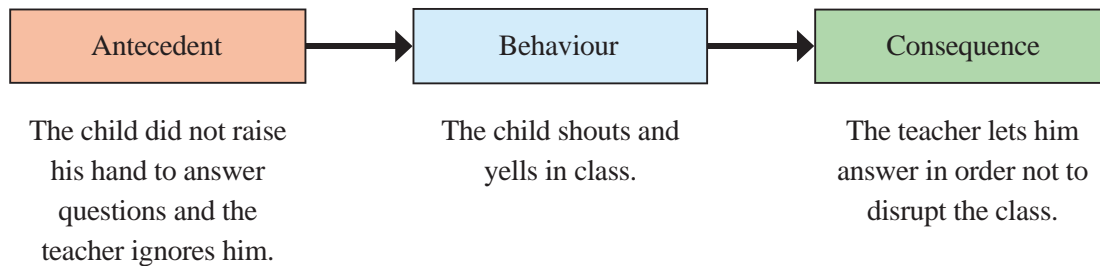 Antecedent
Behaviour
Consequence
The child did not raise
his hand to answer
questions and the
teacher ignores him.
The child shouts and
yells in class.
The teacher lets him
answer in order not to
disrupt the class.